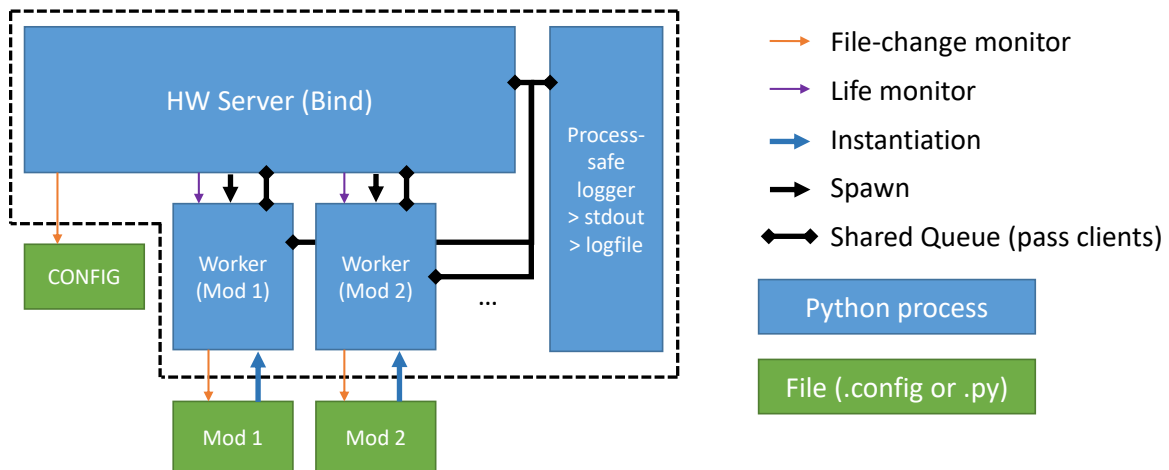 HW Server (Bind)
Process-
safe
logger
> stdout
> logfile
Worker
(Mod 1)
Worker
(Mod 2)
...
CONFIG
Mod 1
Mod 2
File-change monitor
Life monitor
Instantiation
Spawn
Shared Queue (pass clients)
Python process
File (.config or .py)